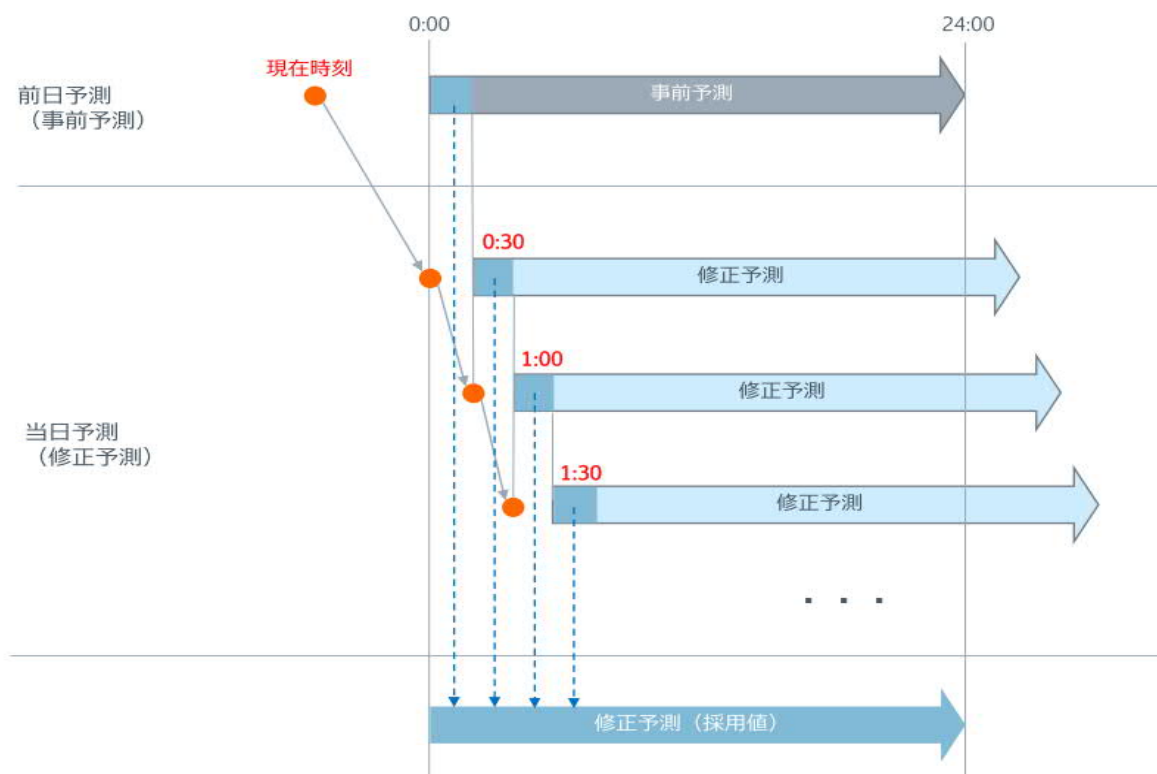 0:00
24:00
現在時刻
前日予測
（事前予測）
事前予測
0:30
修正予測
1:00
修正予測
当日予測
（修正予測）
1:30
修正予測
・・・
修正予測（採用値）